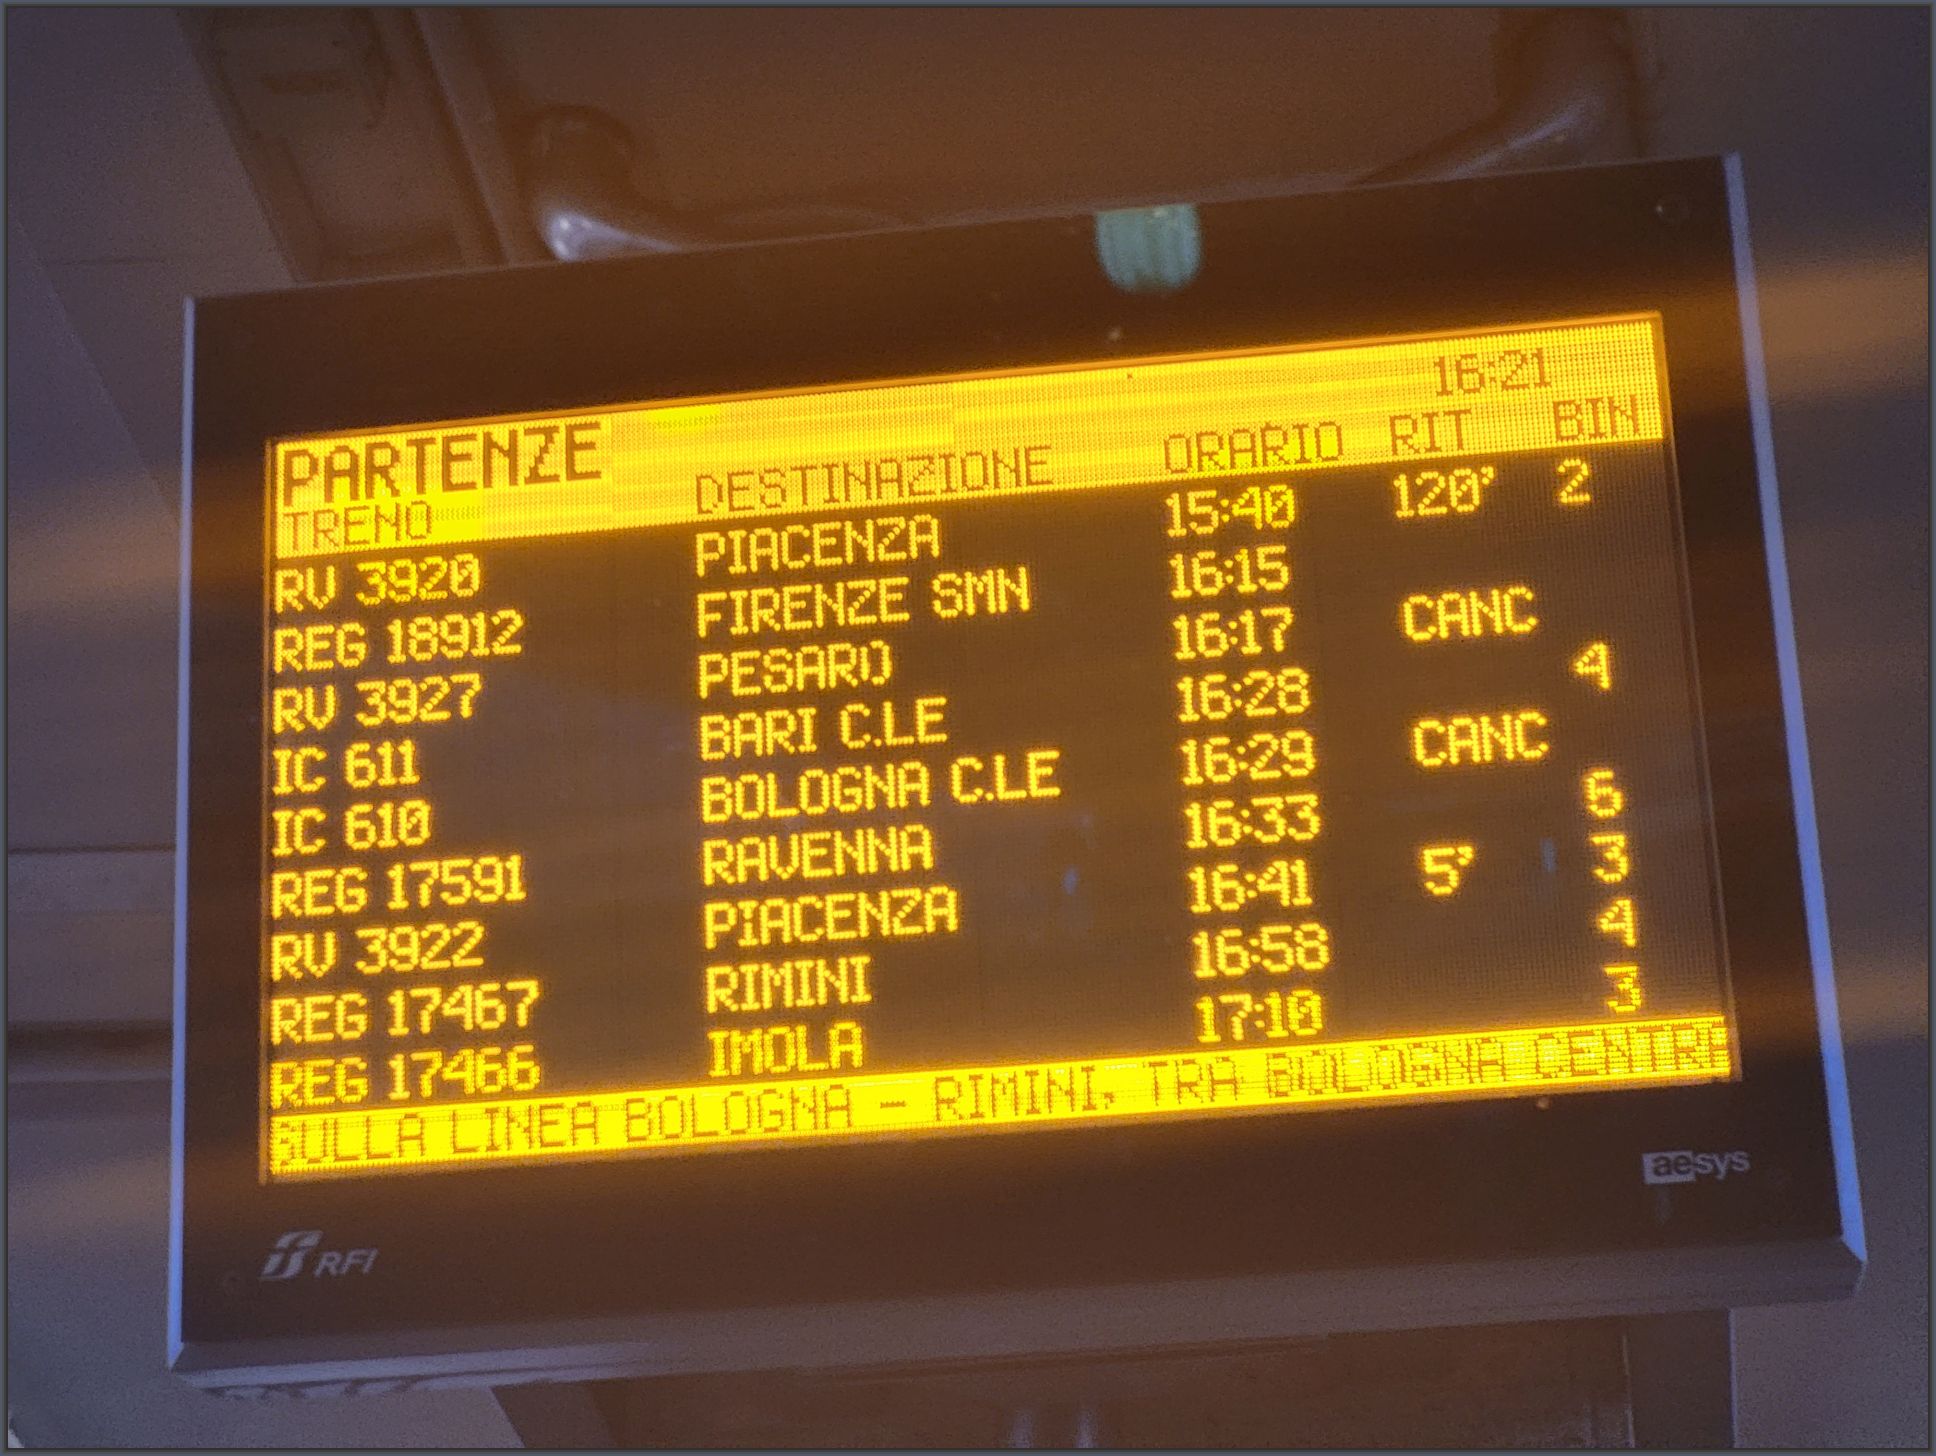 16:21
PARTENZE
TRENO DESTINAZIONE ORARIO RIT BIN
RV 3920 PIACENZA 15:40 120' 2
REG 18912 FIRENZE SMN 16:15
RV 3927 PESARO 16:17 CANC
IC 611 BARI C.LE 16:28 4
IC 610 BOLOGNA C.LE 16:29 CANC
REG 17591 RAVENNA 16:33 6
RV 3922 PIACENZA 16:41 5' 3
REG 17467 RIMINI 16:58 4
REG 17466 IMOLA 17:10 3
SULLA LINEA BOLOGNA - RIMINI, TRA BOLOGNA CENTR
aesys
RFI